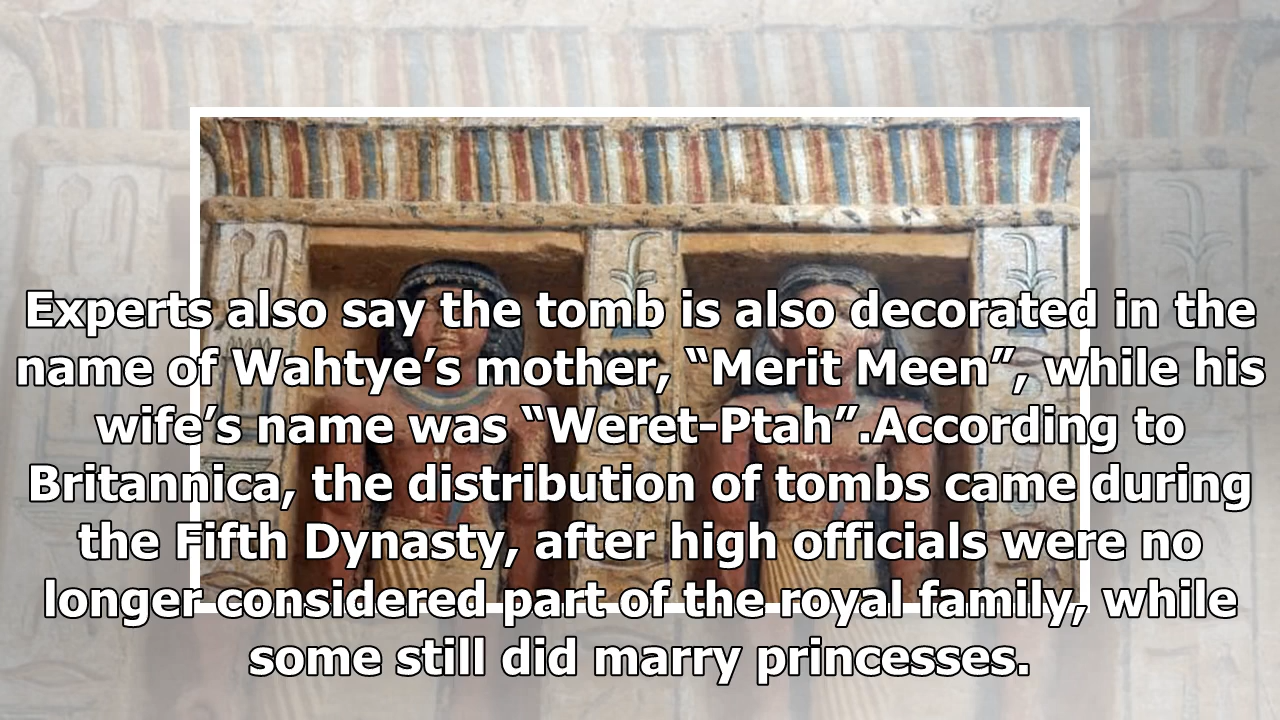 Experts also say the tomb is also decorated in the
name of Wahtye’s mother, “Merit Meen”, while his
wife’s name was “Weret-Ptah”.According to
Britannica, the distribution of tombs came during
the Fifth Dynasty, after high officials were no
longer considered part of the royal family, while
some still did marry princesses.